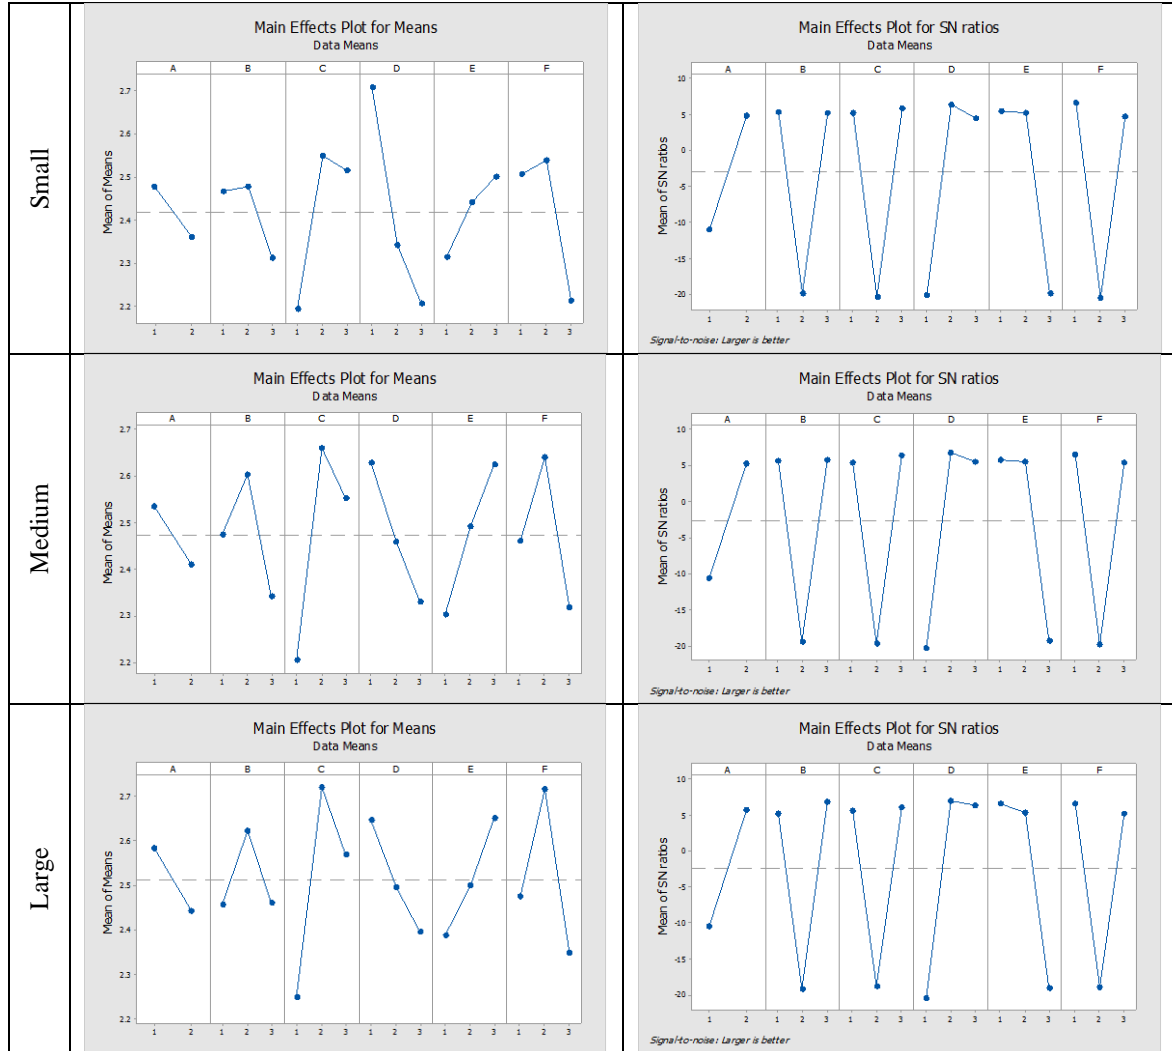 Small
Main Effects Plot for Means
Data Means
A B C D E F
Mean of Means
2.7
2.6
2.5
2.4
2.3
2.2
1 2 1 2 3 1 2 3 1 2 3 1 2 3 1 2 3
Main Effects Plot for SN ratios
Data Means
A B C D E F
Mean of SN ratios
10
5
0
-5
-10
-15
-20
1 2 1 2 3 1 2 3 1 2 3 1 2 3 1 2 3
Signal-to-noise: Larger is better
Medium
Main Effects Plot for Means
Data Means
A B C D E F
Mean of Means
2.7
2.6
2.5
2.4
2.3
2.2
1 2 1 2 3 1 2 3 1 2 3 1 2 3 1 2 3
Main Effects Plot for SN ratios
Data Means
A B C D E F
Mean of SN ratios
10
5
0
-5
-10
-15
-20
1 2 1 2 3 1 2 3 1 2 3 1 2 3 1 2 3
Signal-to-noise: Larger is better
Large
Main Effects Plot for Means
Data Means
A B C D E F
Mean of Means
2.7
2.6
2.5
2.4
2.3
2.2
1 2 1 2 3 1 2 3 1 2 3 1 2 3 1 2 3
Main Effects Plot for SN ratios
Data Means
A B C D E F
Mean of SN ratios
10
5
0
-5
-10
-15
-20
1 2 1 2 3 1 2 3 1 2 3 1 2 3 1 2 3
Signal-to-noise: Larger is better